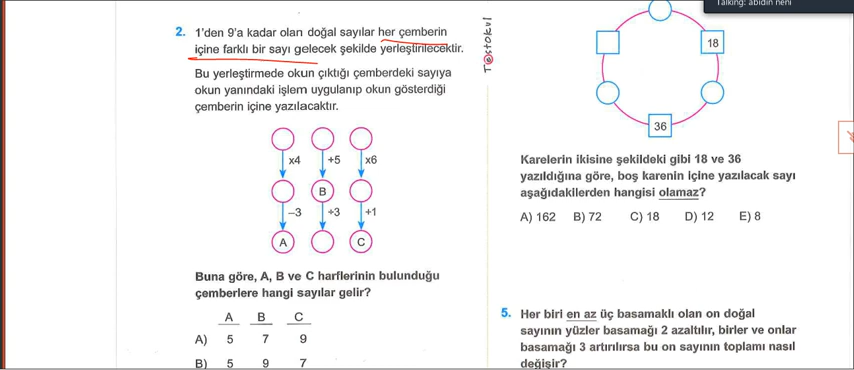 Talking: abidin neni
2. 1'den 9'a kadar olan doğal sayılar her çemberin
içine farklı bir sayı gelecek şekilde yerleştirilecektir.
Bu yerleştirmede okun çıktığı çemberdeki sayıya
okun yanındaki işlem uygulanıp okun gösterdiği
çemberin içine yazılacaktır.
x4 +5 x6
B
–3 +3 +1
A C
Buna göre, A, B ve C harflerinin bulunduğu
çemberlere hangi sayılar gelir?
A B C
A) 5 7 9
B) 5 9 7
Testokul
18
36
Karelerin ikisine şekildeki gibi 18 ve 36
yazıldığına göre, boş karenin içine yazılacak sayı
aşağıdakilerden hangisi olamaz?
A) 162 B) 72 C) 18 D) 12 E) 8
5. Her biri en az üç basamaklı olan on doğal
sayının yüzler basamağı 2 azaltılır, birler ve onlar
basamağı 3 artırılırsa bu on sayının toplamı nasıl
değişir?